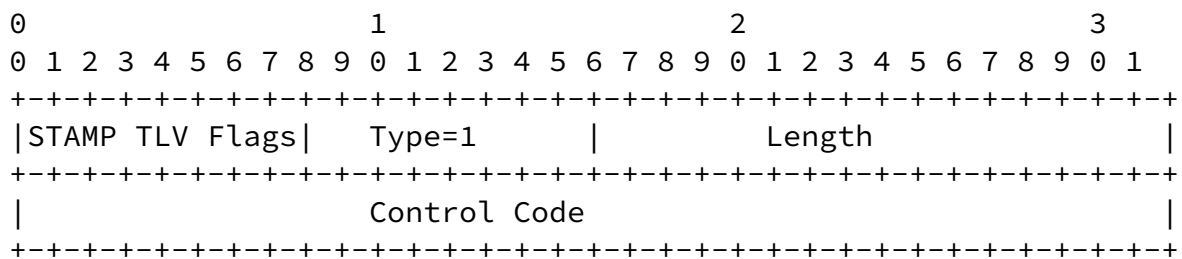 0                   1                   2                   3
0 1 2 3 4 5 6 7 8 9 0 1 2 3 4 5 6 7 8 9 0 1 2 3 4 5 6 7 8 9 0 1
+-+-+-+-+-+-+-+-+-+-+-+-+-+-+-+-+-+-+-+-+-+-+-+-+-+-+-+-+-+-+-+-+
|STAMP TLV Flags|   Type=1      |         Length                |
+-+-+-+-+-+-+-+-+-+-+-+-+-+-+-+-+-+-+-+-+-+-+-+-+-+-+-+-+-+-+-+-+
|                   Control Code                                |
+-+-+-+-+-+-+-+-+-+-+-+-+-+-+-+-+-+-+-+-+-+-+-+-+-+-+-+-+-+-+-+-+